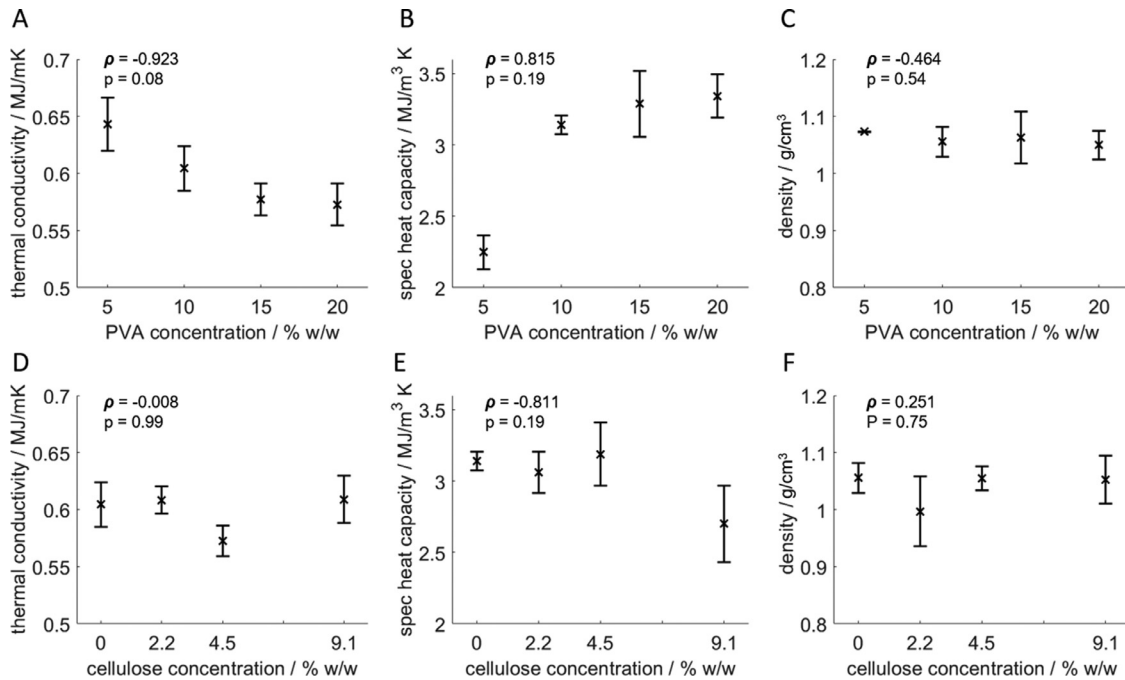 A
ρ = -0.923
p = 0.08
thermal conductivity / MJ/mK
0.7
0.65
0.6
0.55
0.5
5 10 15 20
PVA concentration / % w/w
B
ρ = 0.815
p = 0.19
spec heat capacity / MJ/m³ K
3.5
3
2.5
2
5 10 15 20
PVA concentration / % w/w
C
ρ = -0.464
p = 0.54
density / g/cm³
1.2
1.1
1
0.9
0.8
5 10 15 20
PVA concentration / % w/w
D
ρ = -0.008
p = 0.99
thermal conductivity / MJ/mK
0.7
0.65
0.6
0.55
0.5
0 2.2 4.5 9.1
cellulose concentration / % w/w
E
ρ = -0.811
p = 0.19
spec heat capacity / MJ/m³ K
3.5
3
2.5
2
0 2.2 4.5 9.1
cellulose concentration / % w/w
F
ρ = 0.251
P = 0.75
density / g/cm³
1.2
1.1
1
0.9
0.8
0 2.2 4.5 9.1
cellulose concentration / % w/w